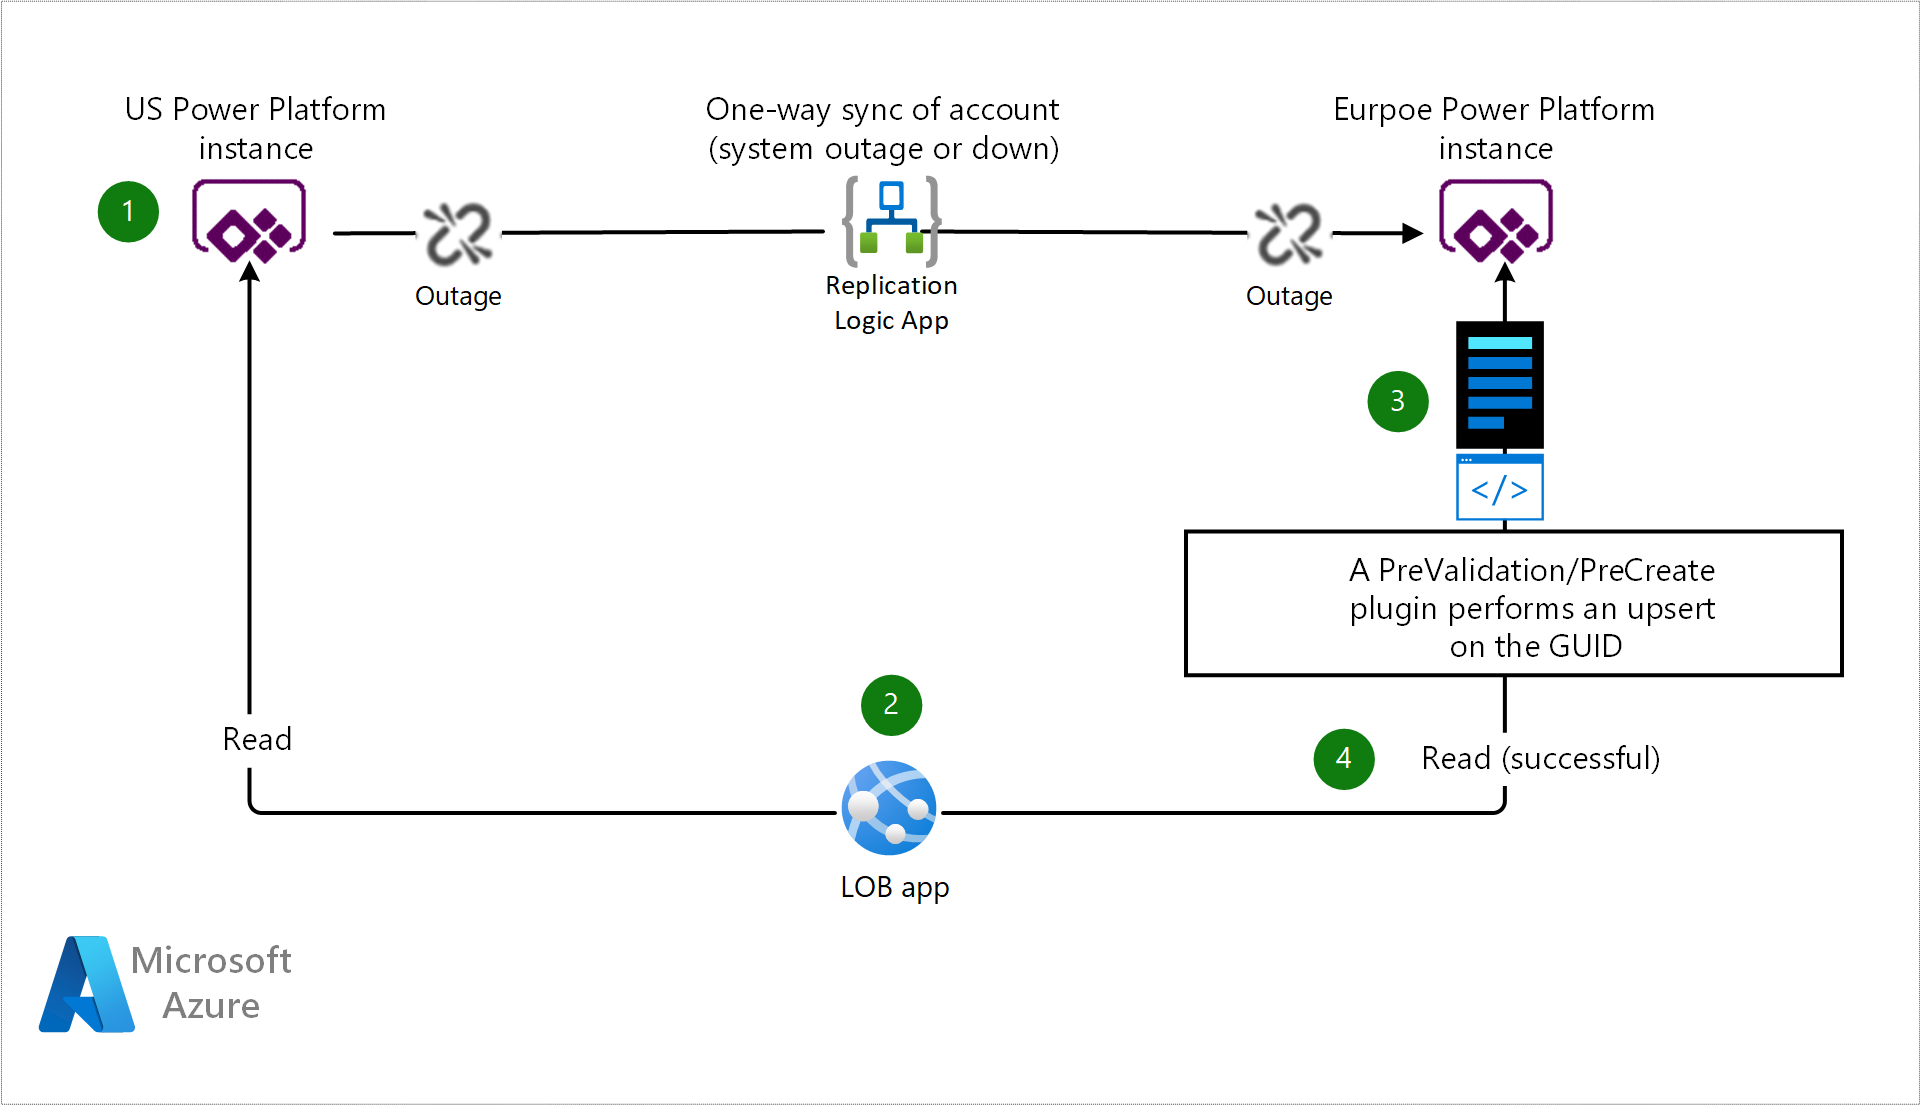 US Power Platform
instance
One-way sync of account
(system outage or down)
Eurpoe Power Platform
instance
1
Outage
Replication
Logic App
Outage
3
</>
A PreValidation/PreCreate
plugin performs an upsert
on the GUID
2
Read
4
Read (successful)
LOB app
Microsoft
Azure